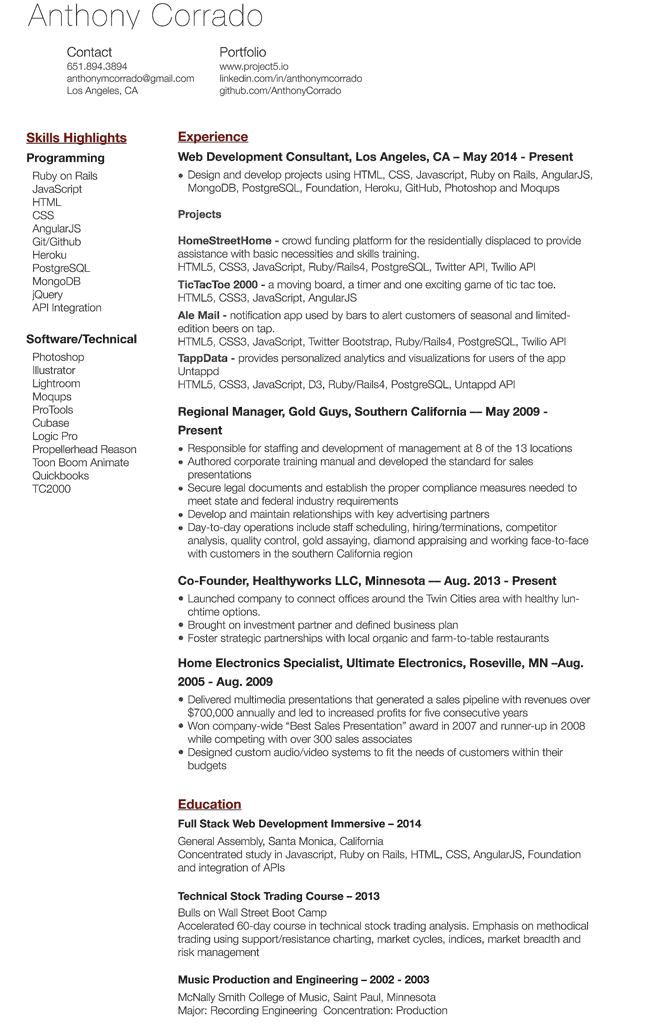 Anthony Corrado
Contact
651.894.3894
anthonymcorrado@gmail.com
Los Angeles, CA
Portfolio
www.project5.io
linkedin.com/in/anthonymcorrado
github.com/AnthonyCorrado
Skills Highlights
Programming
Ruby on Rails
JavaScript
HTML
CSS
AngularJS
Git/Github
Heroku
PostgreSQL
MongoDB
jQuery
API Integration
Software/Technical
Photoshop
Illustrator
Lightroom
Moqups
ProTools
Cubase
Logic Pro
Propellerhead Reason
Toon Boom Animate
Quickbooks
TC2000
Experience
Web Development Consultant, Los Angeles, CA – May 2014 - Present
• Design and develop projects using HTML, CSS, Javascript, Ruby on Rails, AngularJS,
MongoDB, PostgreSQL, Foundation, Heroku, GitHub, Photoshop and Moqups
Projects
HomeStreetHome - crowd funding platform for the residentially displaced to provide
assistance with basic necessities and skills training.
HTML5, CSS3, JavaScript, Ruby/Rails4, PostgreSQL, Twitter API, Twilio API
TicTacToe 2000 - a moving board, a timer and one exciting game of tic tac toe.
HTML5, CSS3, JavaScript, AngularJS
Ale Mail - notification app used by bars to alert customers of seasonal and limited-
edition beers on tap.
HTML5, CSS3, JavaScript, Twitter Bootstrap, Ruby/Rails4, PostgreSQL, Twilio API
TappData - provides personalized analytics and visualizations for users of the app
Untappd
HTML5, CSS3, JavaScript, D3, Ruby/Rails4, PostgreSQL, Untappd API
Regional Manager, Gold Guys, Southern California — May 2009 -
Present
• Responsible for staffing and development of management at 8 of the 13 locations
• Authored corporate training manual and developed the standard for sales
presentations
• Secure legal documents and establish the proper compliance measures needed to
meet state and federal industry requirements
• Develop and maintain relationships with key advertising partners
• Day-to-day operations include staff scheduling, hiring/terminations, competitor
analysis, quality control, gold assaying, diamond appraising and working face-to-face
with customers in the southern California region
Co-Founder, Healthyworks LLC, Minnesota — Aug. 2013 - Present
• Launched company to connect offices around the Twin Cities area with healthy lun-
chtime options.
• Brought on investment partner and defined business plan
• Foster strategic partnerships with local organic and farm-to-table restaurants
Home Electronics Specialist, Ultimate Electronics, Roseville, MN –Aug.
2005 - Aug. 2009
• Delivered multimedia presentations that generated a sales pipeline with revenues over
$700,000 annually and led to increased profits for five consecutive years
• Won company-wide “Best Sales Presentation” award in 2007 and runner-up in 2008
while competing with over 300 sales associates
• Designed custom audio/video systems to fit the needs of customers within their
budgets
Education
Full Stack Web Development Immersive – 2014
General Assembly, Santa Monica, California
Concentrated study in Javascript, Ruby on Rails, HTML, CSS, AngularJS, Foundation
and integration of APIs
Technical Stock Trading Course – 2013
Bulls on Wall Street Boot Camp
Accelerated 60-day course in technical stock trading analysis. Emphasis on methodical
trading using support/resistance charting, market cycles, indices, market breadth and
risk management
Music Production and Engineering – 2002 - 2003
McNally Smith College of Music, Saint Paul, Minnesota
Major: Recording Engineering  Concentration: Production